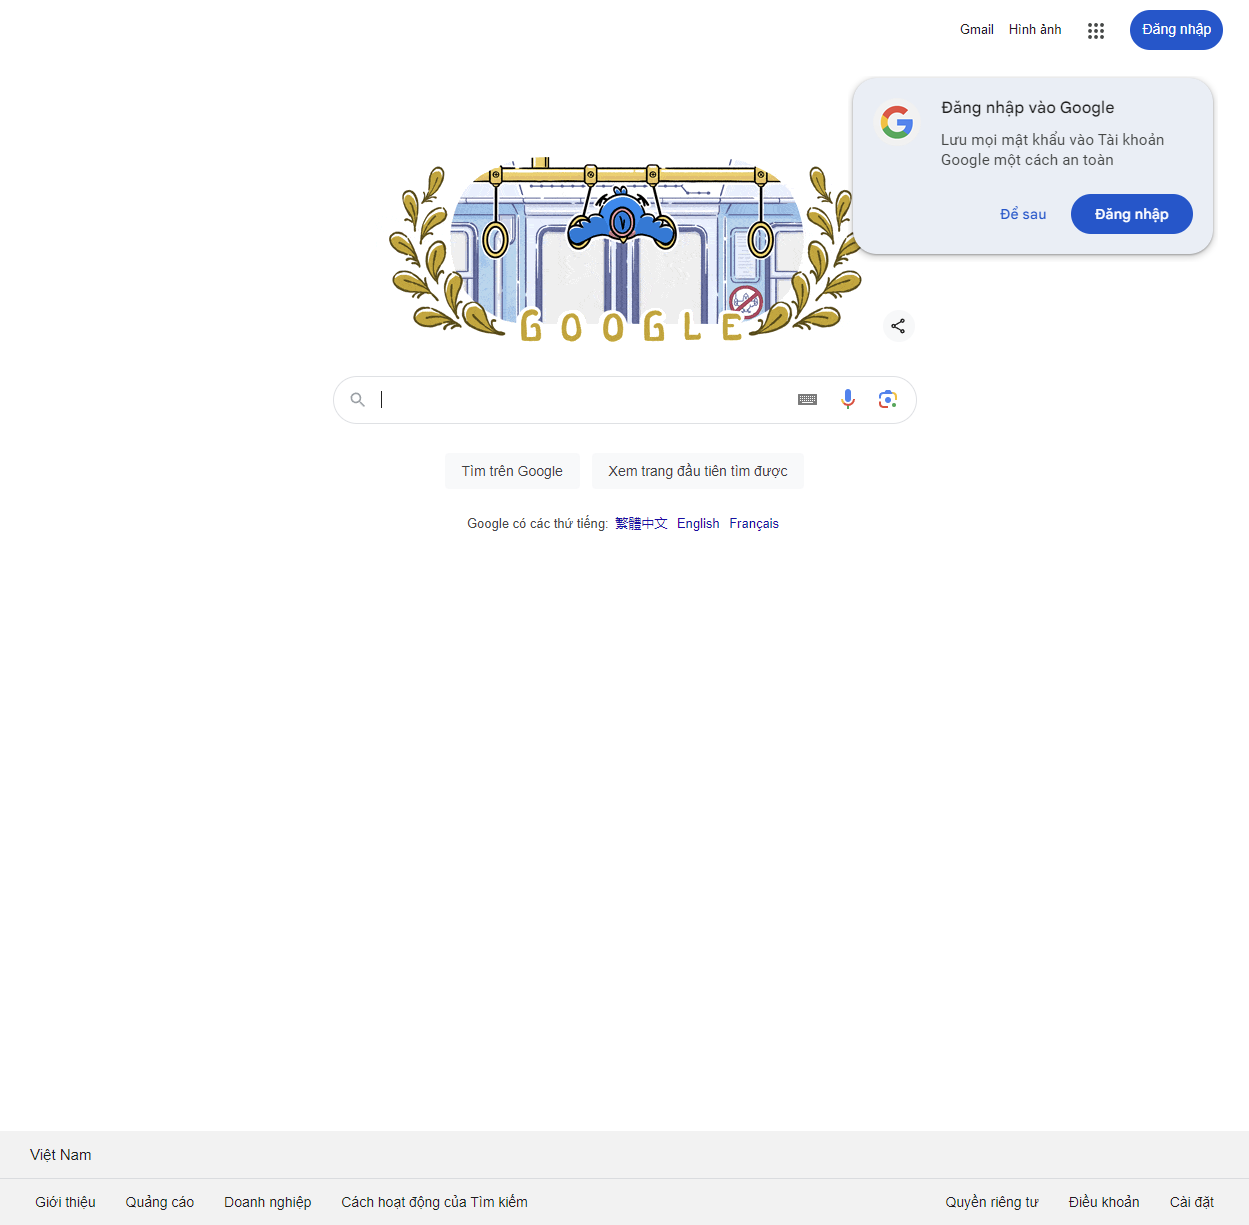 Gmail Hình ảnh Đăng nhập
Đăng nhập vào Google
Lưu mọi mật khẩu vào Tài khoản
Google một cách an toàn
Để sau Đăng nhập
GOOGLE
Tìm trên Google Xem trang đầu tiên tìm được
Google có các thứ tiếng: 繁體中文 English Français
Việt Nam
Giới thiệu Quảng cáo Doanh nghiệp Cách hoạt động của Tìm kiếm Quyền riêng tư Điều khoản Cài đặt